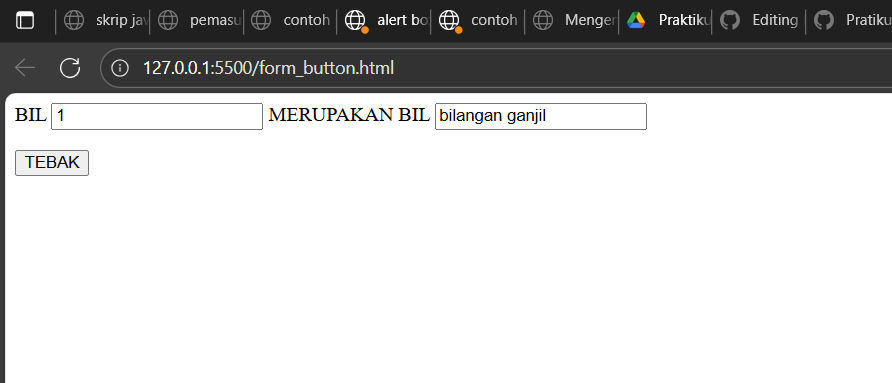 skrip ja pemasu contoh alert bo contoh Menger Praktiku Editing Pratiku
127.0.0.1:5500/form_button.html
BIL 1 MERUPAKAN BIL bilangan ganjil
TEBAK